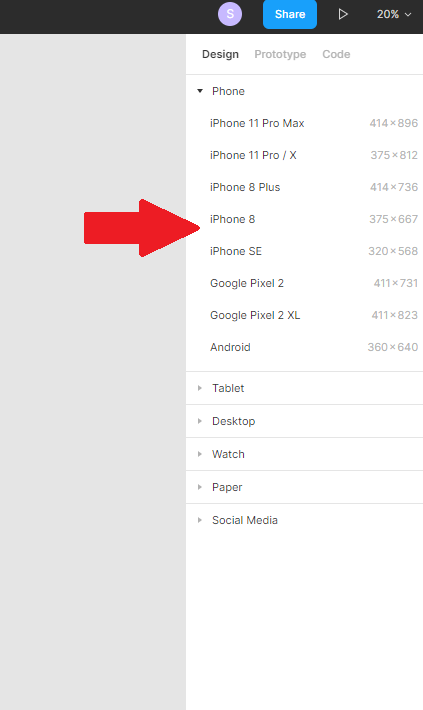 S Share 20%
Design Prototype Code
Phone
iPhone 11 Pro Max 414×896
iPhone 11 Pro / X 375×812
iPhone 8 Plus 414×736
iPhone 8 375×667
iPhone SE 320×568
Google Pixel 2 411×731
Google Pixel 2 XL 411×823
Android 360×640
Tablet
Desktop
Watch
Paper
Social Media